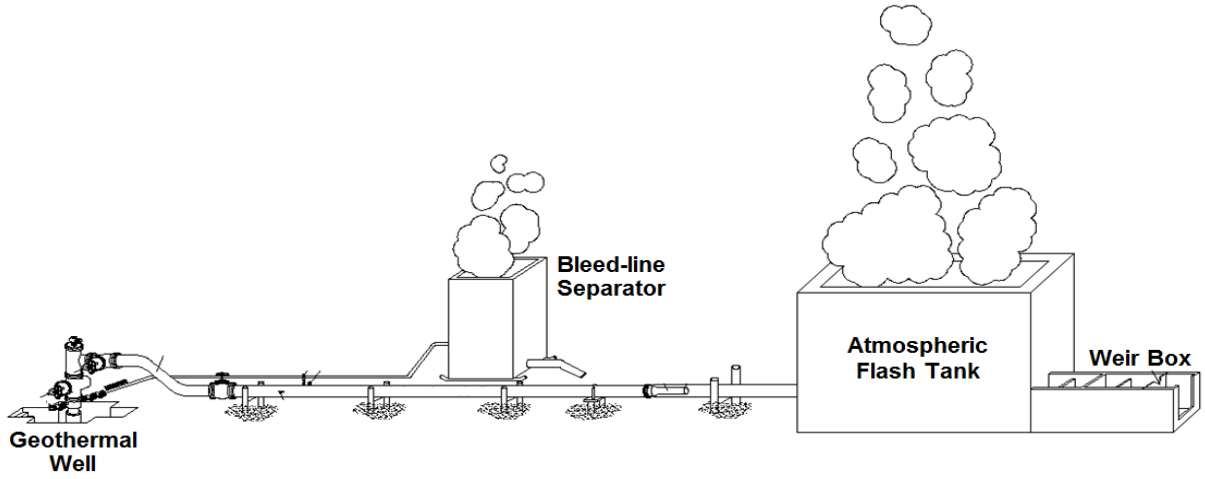 Bleed-line
Separator
Atmospheric
Flash Tank
Weir Box
Geothermal
Well